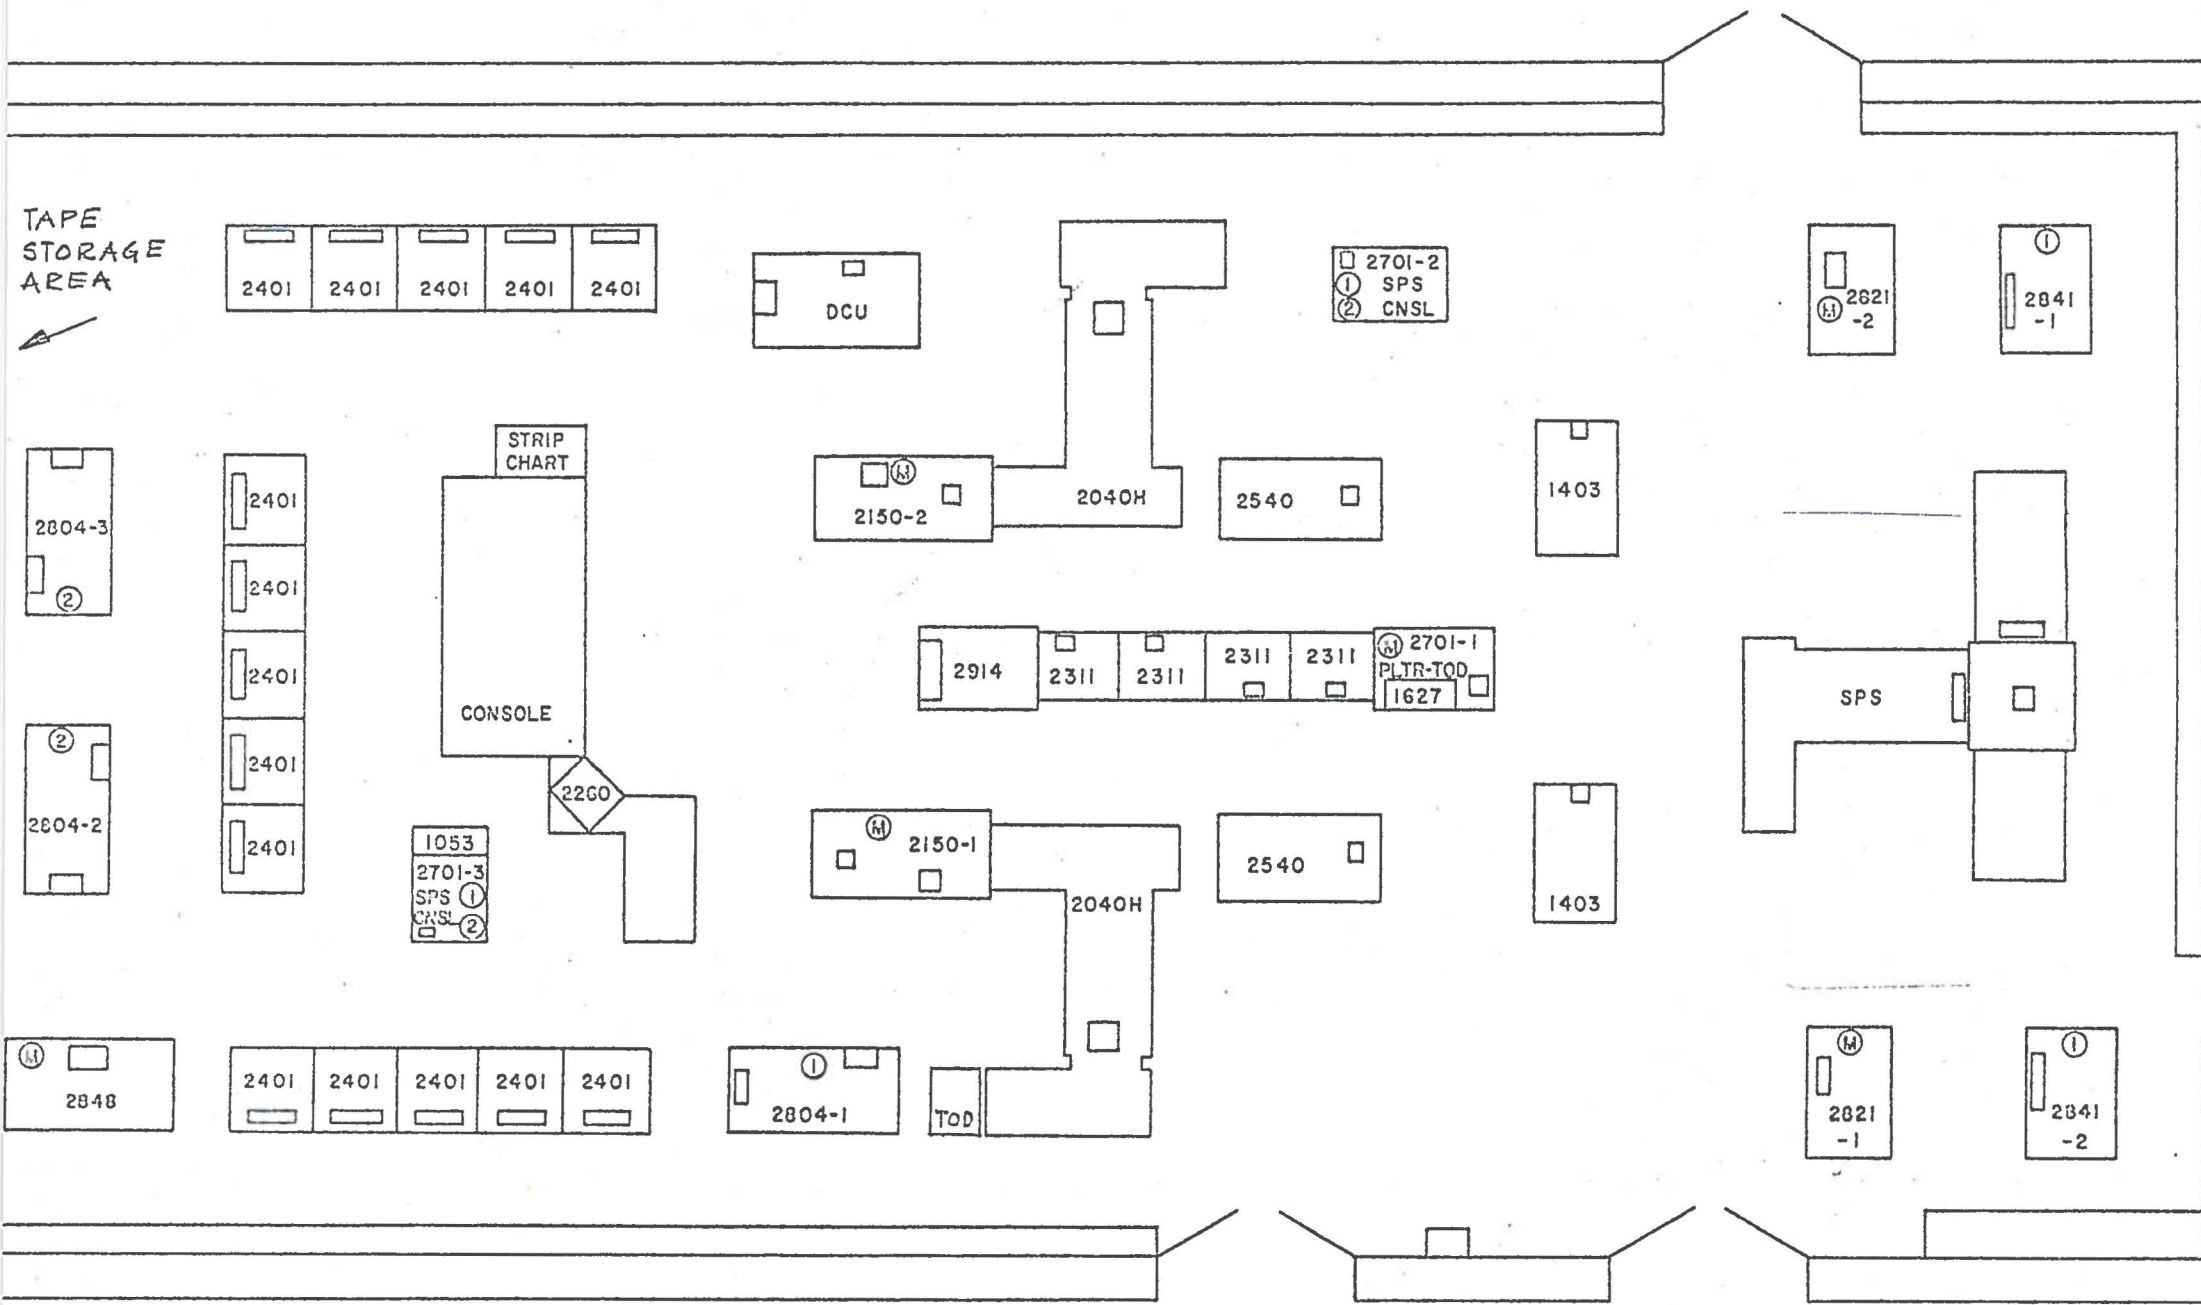 TAPE
STORAGE
AREA
2401 2401 2401 2401 2401
DCU
2701-2
1 SPS
2 CNSL
2821
M -2
1
2841
-1
STRIP
CHART
2804-3
2
2401
2401
2401
2401
2401
M
2150-2
2040H
2540
1403
CONSOLE
2914
2311
2311
2311
2311
M 2701-1
PLTR-TOD
1627
SPS
2
2804-2
2260
1053
2701-3
SPS 1
CNSL 2
M
2150-1
2040H
2540
1403
M
2848
2401 2401 2401 2401 2401
1
2804-1
TOD
M
2821
-1
1
2841
-2